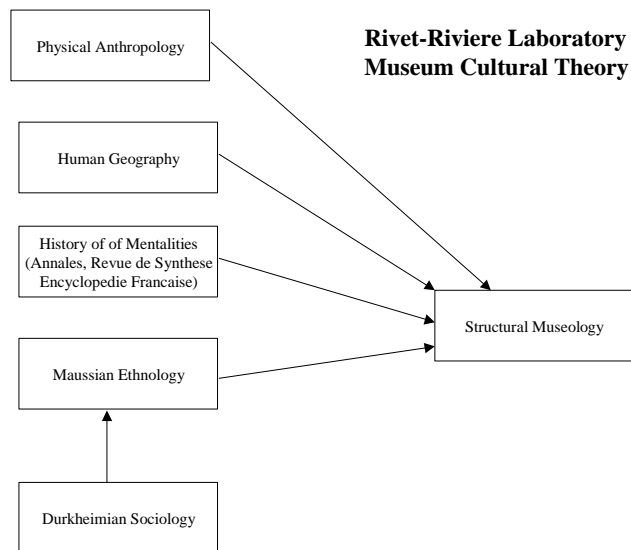 Rivet-Riviere Laboratory
Museum Cultural Theory
Physical Anthropology
Human Geography
History of of Mentalities
(Annales, Revue de Synthese
Encyclopedie Francaise)
Structural Museology
Maussian Ethnology
Durkheimian Sociology